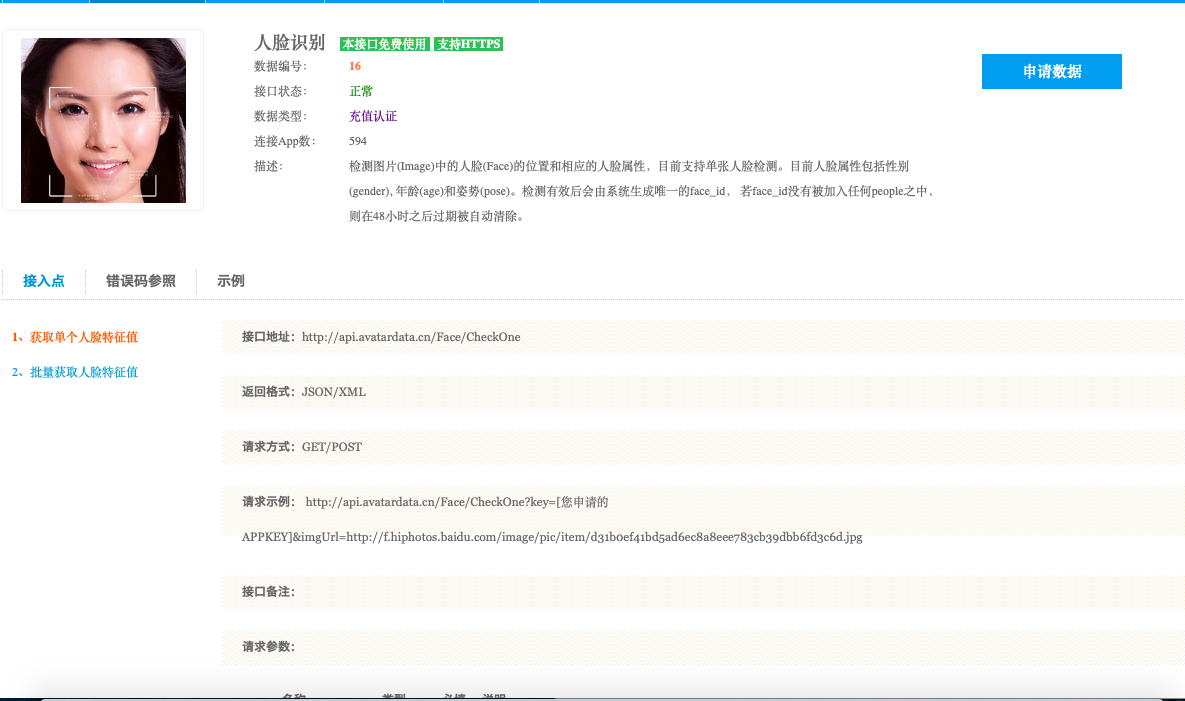 人脸识别 本接口免费使用 支持HTTPS
数据编号： 16
接口状态： 正常
数据类型： 充值认证
连接App数： 594
描述： 检测图片(Image)中的人脸(Face)的位置和相应的人脸属性，目前支持单张人脸检测。目前人脸属性包括性别
(gender), 年龄(age)和姿势(pose)。检测有效后会由系统生成唯一的face_id， 若face_id没有被加入任何people之中，
则在48小时之后过期被自动清除。
申请数据
接入点 错误码参照 示例
1、获取单个人脸特征值
2、批量获取人脸特征值
接口地址：http://api.avatardata.cn/Face/CheckOne
返回格式：JSON/XML
请求方式：GET/POST
请求示例： http://api.avatardata.cn/Face/CheckOne?key=[您申请的
APPKEY]&imgUrl=http://f.hiphotos.baidu.com/image/pic/item/d31b0ef41bd5ad6ec8a8eee783cb39dbb6fd3c6d.jpg
接口备注：
请求参数：
名称 类型 必填 说明